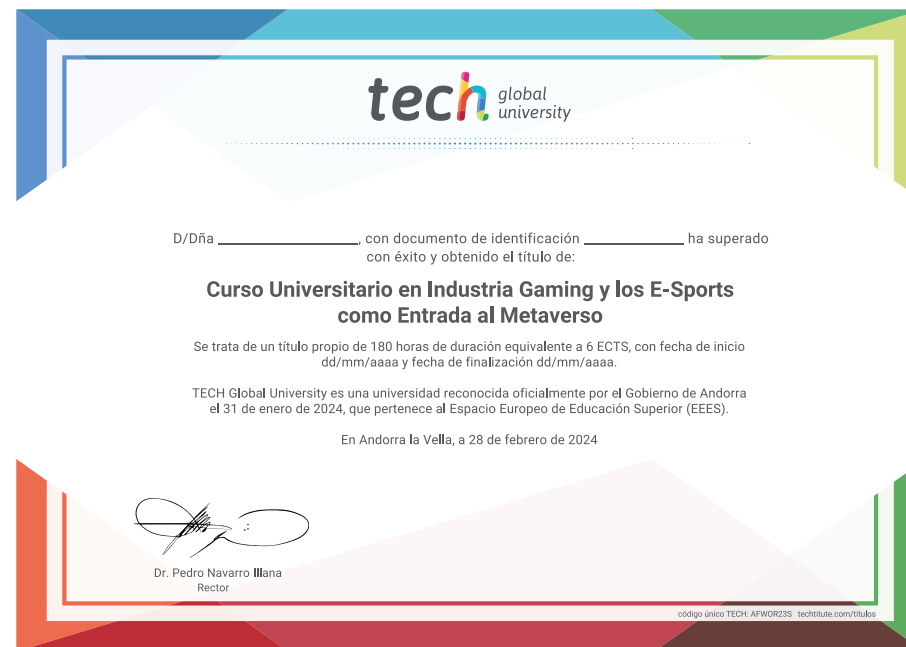 tech global university
D/Dña ____________________, con documento de identificación ______________ ha superado
con éxito y obtenido el título de:
Curso Universitario en Industria Gaming y los E-Sports
como Entrada al Metaverso
Se trata de un título propio de 180 horas de duración equivalente a 6 ECTS, con fecha de inicio
dd/mm/aaaa y fecha de finalización dd/mm/aaaa.
TECH Global University es una universidad reconocida oficialmente por el Gobierno de Andorra
el 31 de enero de 2024, que pertenece al Espacio Europeo de Educación Superior (EEES).
En Andorra la Vella, a 28 de febrero de 2024
Dr. Pedro Navarro Illana
Rector
código único TECH: AFWOR23S techtitute.com/titulos